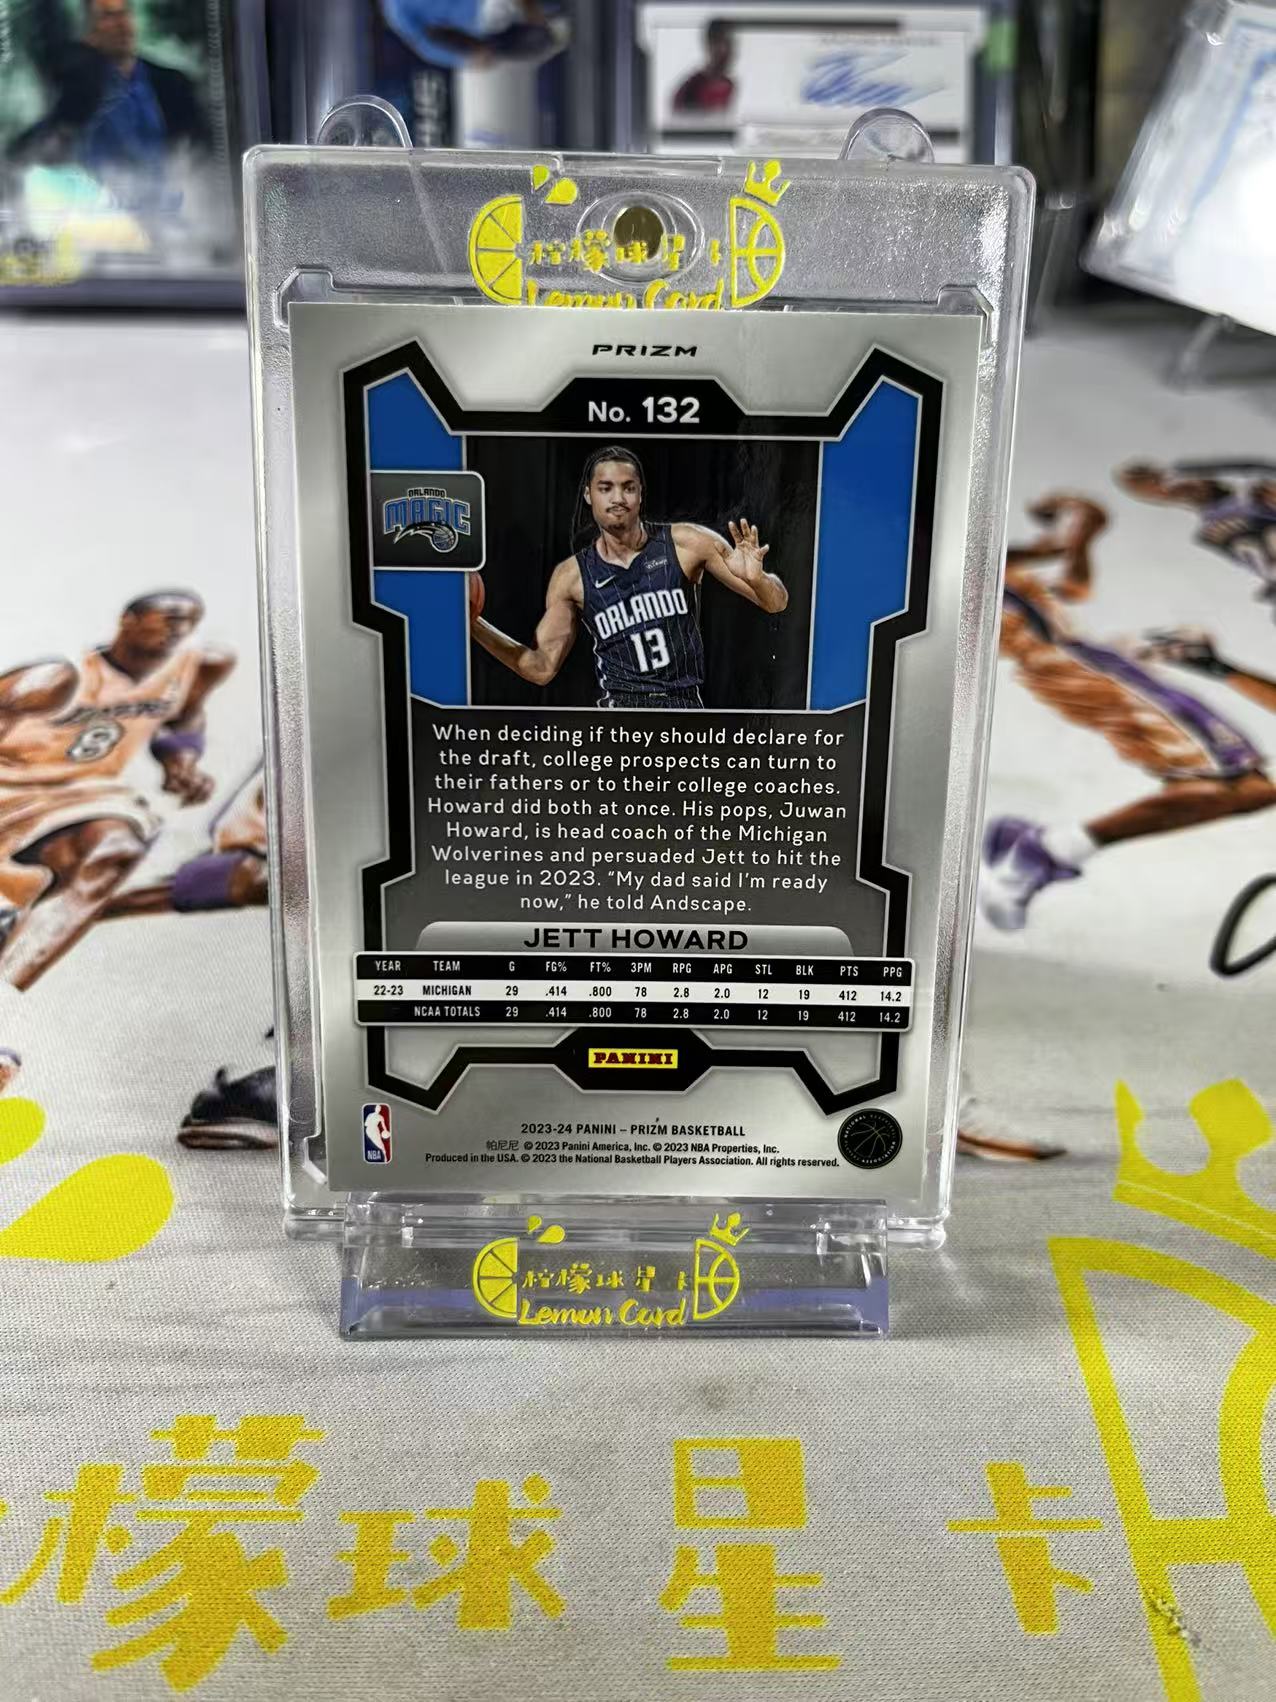 柠檬球星卡
Lemon Card
PRIZM
No. 132
ORLANDO
MAGIC
ORLANDO
13
When deciding if they should declare for
the draft, college prospects can turn to
their fathers or to their college coaches.
Howard did both at once. His pops, Juwan
Howard, is head coach of the Michigan
Wolverines and persuaded Jett to hit the
league in 2023. “My dad said I’m ready
now,” he told Andscape.
JETT HOWARD
YEAR TEAM G FG% FT% 3PM RPG APG STL BLK PTS PPG
22-23 MICHIGAN 29 .414 .800 78 2.8 2.0 12 19 412 14.2
NCAA TOTALS 29 .414 .800 78 2.8 2.0 12 19 412 14.2
PANINI
NBA
2023-24 PANINI – PRIZM BASKETBALL
帕尼尼 © 2023 Panini America, Inc. © 2023 NBA Properties, Inc.
Produced in the USA. © 2023 the National Basketball Players Association. All rights reserved.
8
柠檬球星卡
Lemon Card
檬球星卡